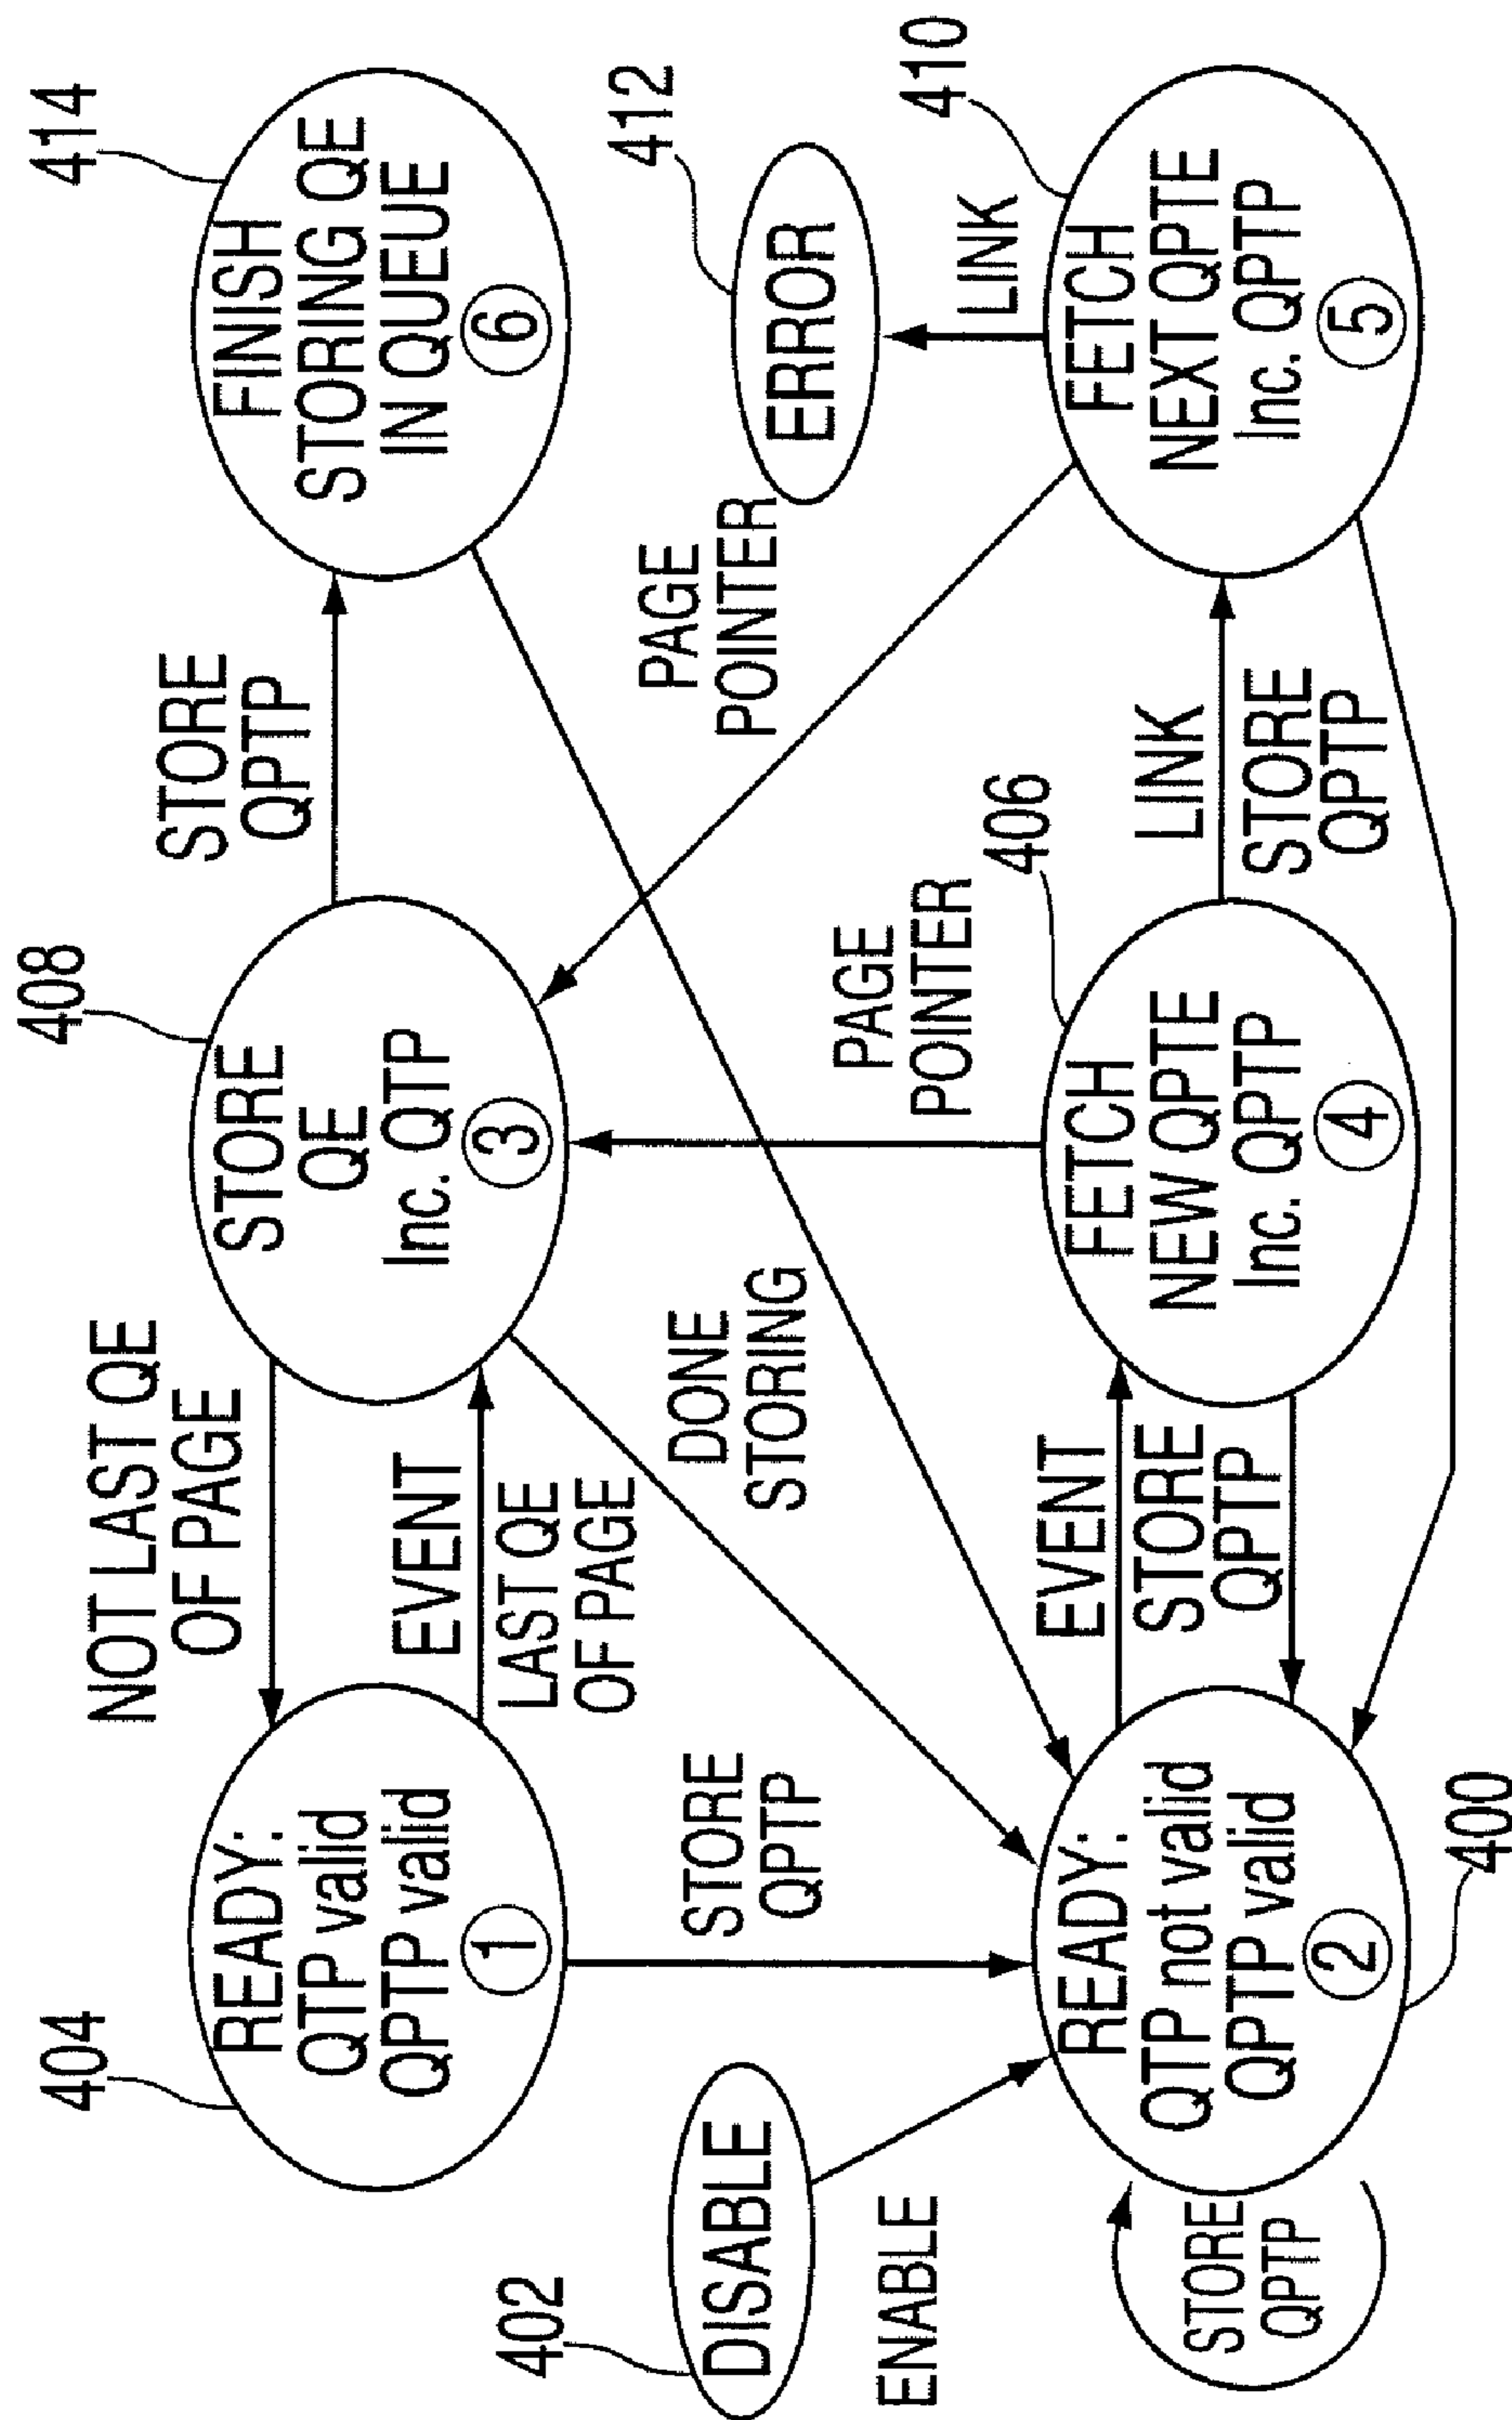 404
READY:
QTP valid
QPTP valid
1
NOT LAST QE
OF PAGE
EVENT
LAST QE
OF PAGE
408
STORE
QE
Inc. QTP
3
STORE
QPTP
414
FINISH
STORING QE
IN QUEUE
6
402
DISABLE
ENABLE
STORE
QPTP
DONE
STORING
PAGE
POINTER
PAGE
POINTER
412
ERROR
LINK
READY:
QTP not valid
QPTP valid
2
400
STORE
QPTP
EVENT
STORE
QPTP
406
FETCH
NEW QPTE
Inc. QPTP
4
LINK
STORE
QPTP
410
FETCH
NEXT QPTE
Inc. QPTP
5